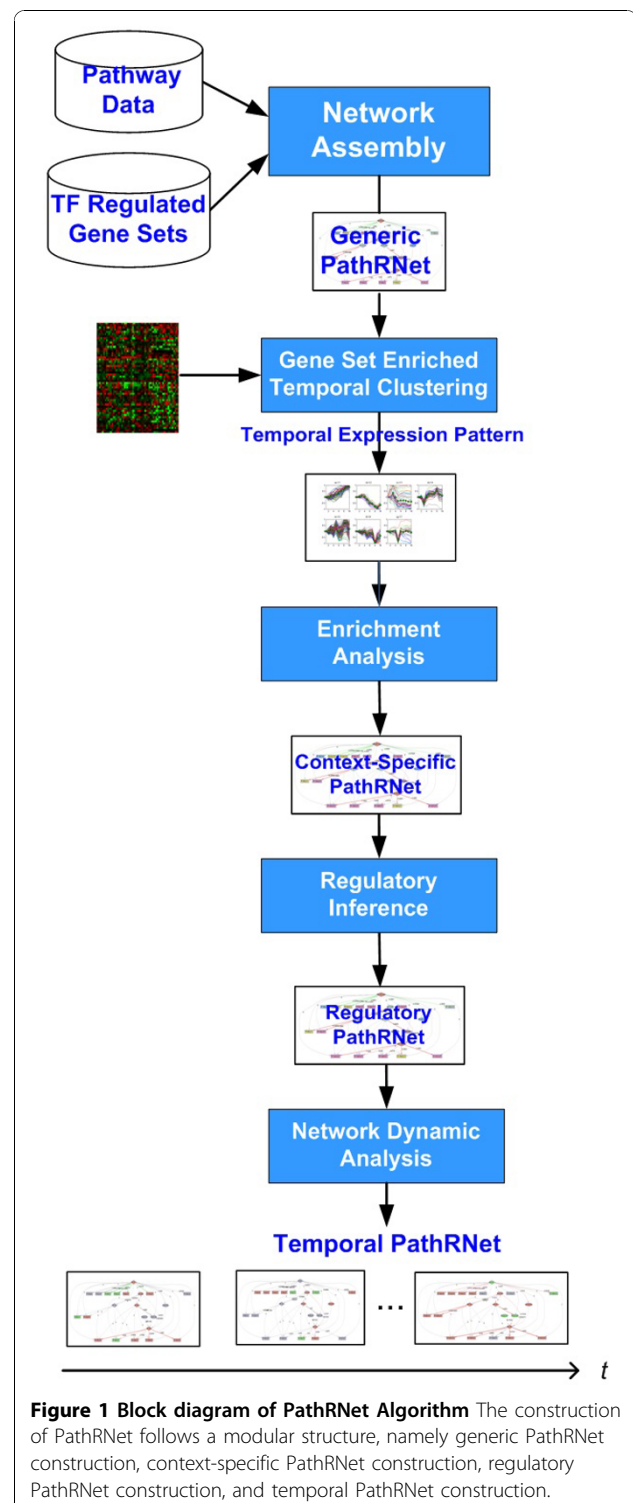 Pathway
Data
Network
Assembly
TF Regulated
Gene Sets
Generic
PathRNet
Gene Set Enriched
Temporal Clustering
Temporal Expression Pattern
Enrichment
Analysis
Context-Specific
PathRNet
Regulatory
Inference
Regulatory
PathRNet
Network Dynamic
Analysis
Temporal PathRNet
...
t
Figure 1 Block diagram of PathRNet Algorithm The construction
of PathRNet follows a modular structure, namely generic PathRNet
construction, context-specific PathRNet construction, regulatory
PathRNet construction, and temporal PathRNet construction.